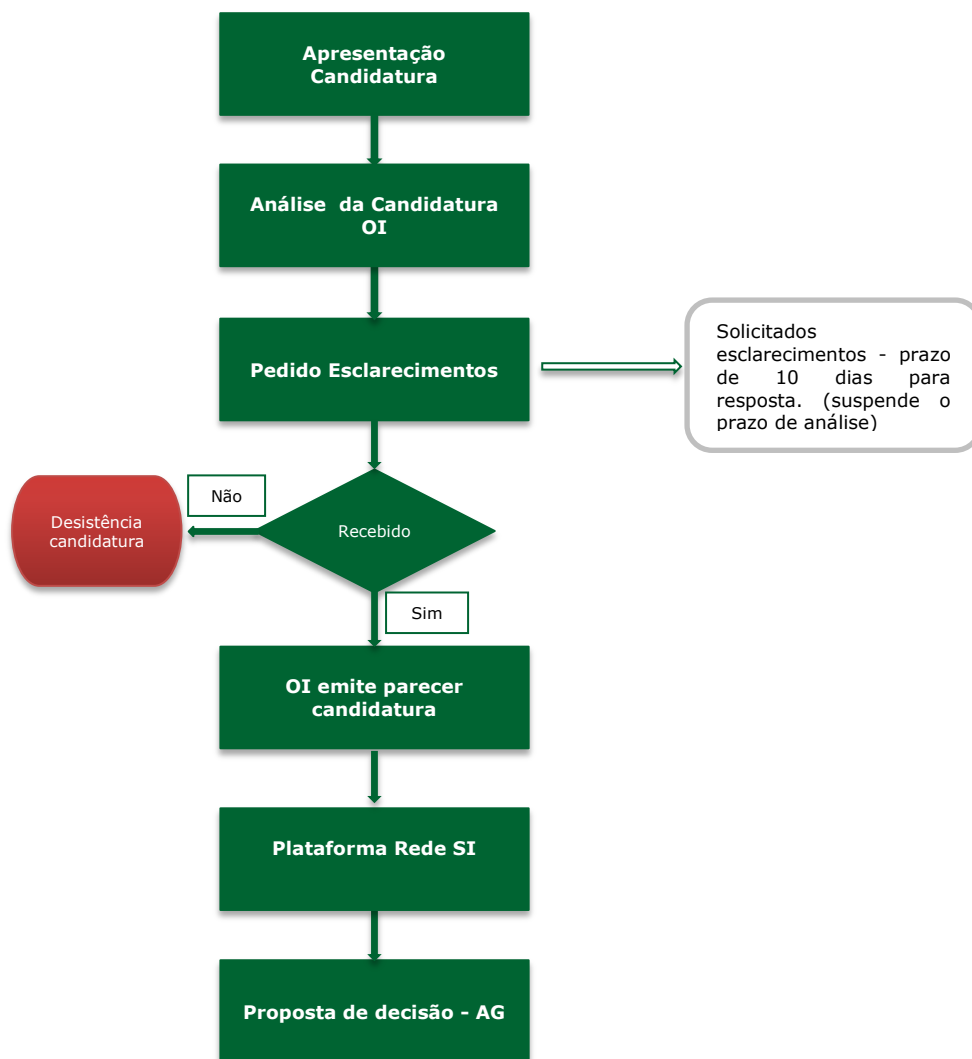 Apresentação
Candidatura
Análise da Candidatura
OI
Pedido Esclarecimentos
Solicitados
esclarecimentos - prazo
de 10 dias para
resposta. (suspende o
prazo de análise)
Não
Desistência
candidatura
Recebido
Sim
OI emite parecer
candidatura
Plataforma Rede SI
Proposta de decisão - AG